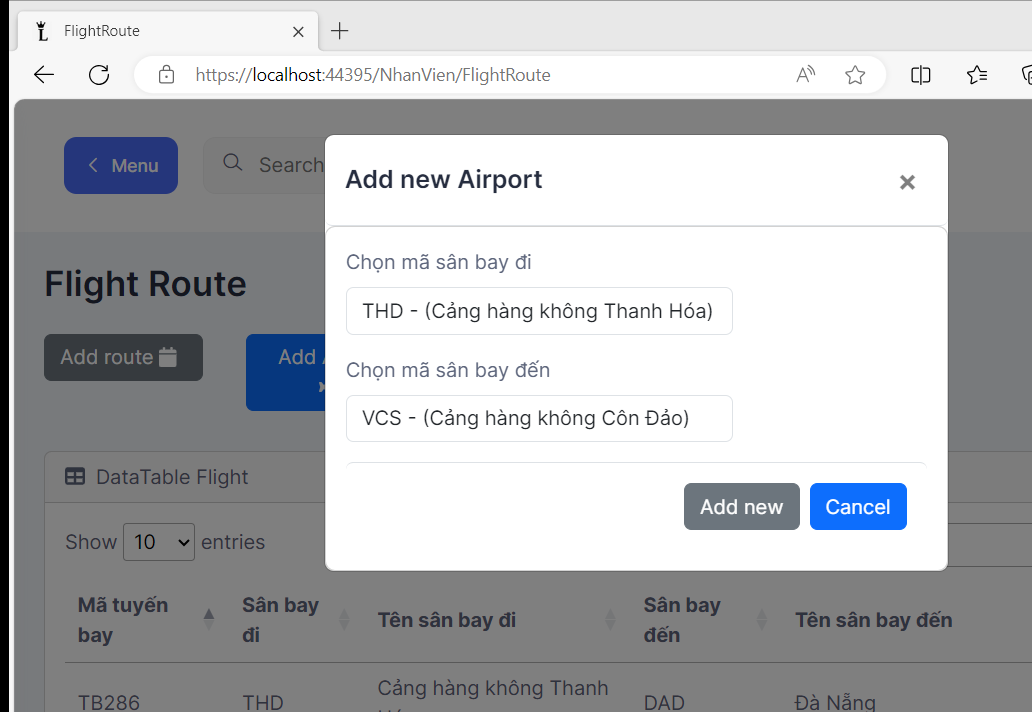 FlightRoute
https://localhost:44395/NhanVien/FlightRoute
Menu
Search
Add new Airport
Chọn mã sân bay đi
THD - (Cảng hàng không Thanh Hóa)
Chọn mã sân bay đến
VCS - (Cảng hàng không Côn Đảo)
Add new
Cancel
Flight Route
Add route
Add
DataTable Flight
Show 10 entries
Mã tuyến bay
Sân bay đi
Tên sân bay đi
Sân bay đến
Tên sân bay đến
TB286
THD
Cảng hàng không Thanh
DAD
Đà Nẵng